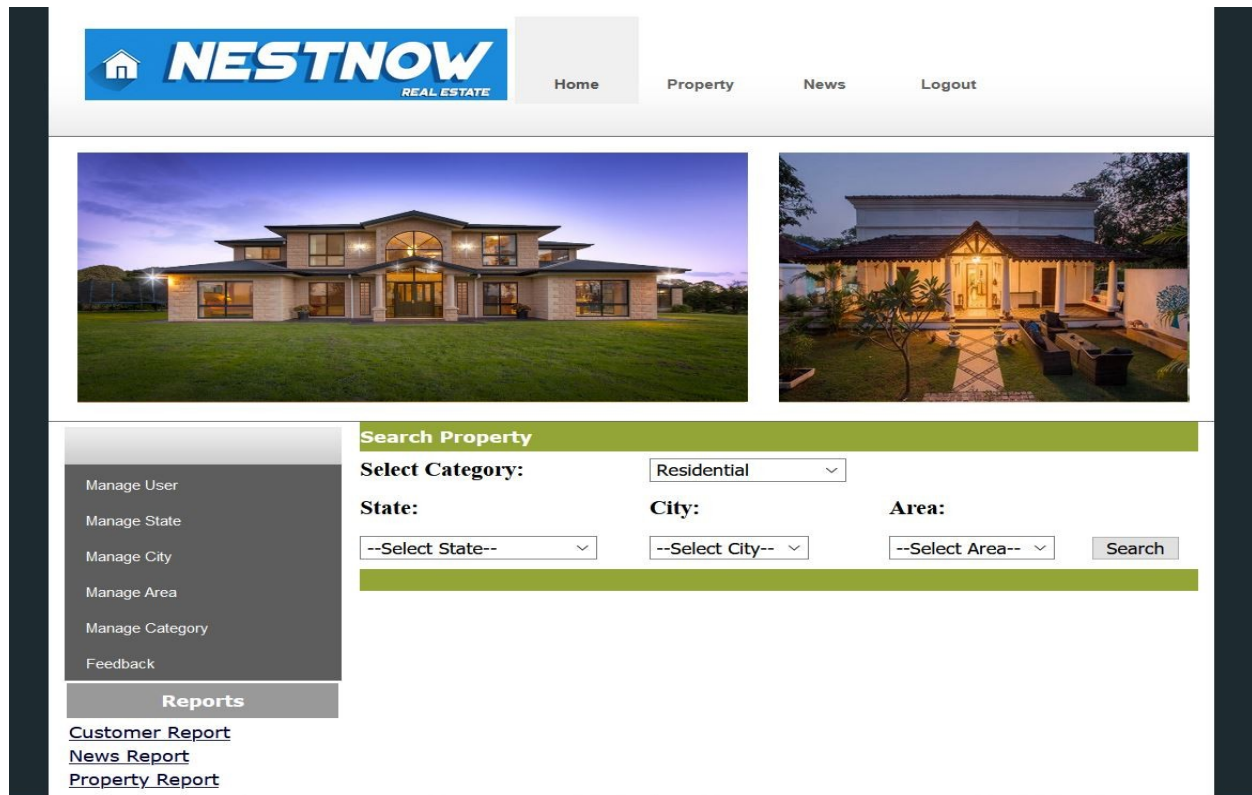 NESTNOW
REAL ESTATE
Home Property News Logout
Search Property
Select Category: Residential
State: City: Area:
--Select State-- --Select City-- --Select Area-- Search
Manage User
Manage State
Manage City
Manage Area
Manage Category
Feedback
Reports
Customer Report
News Report
Property Report